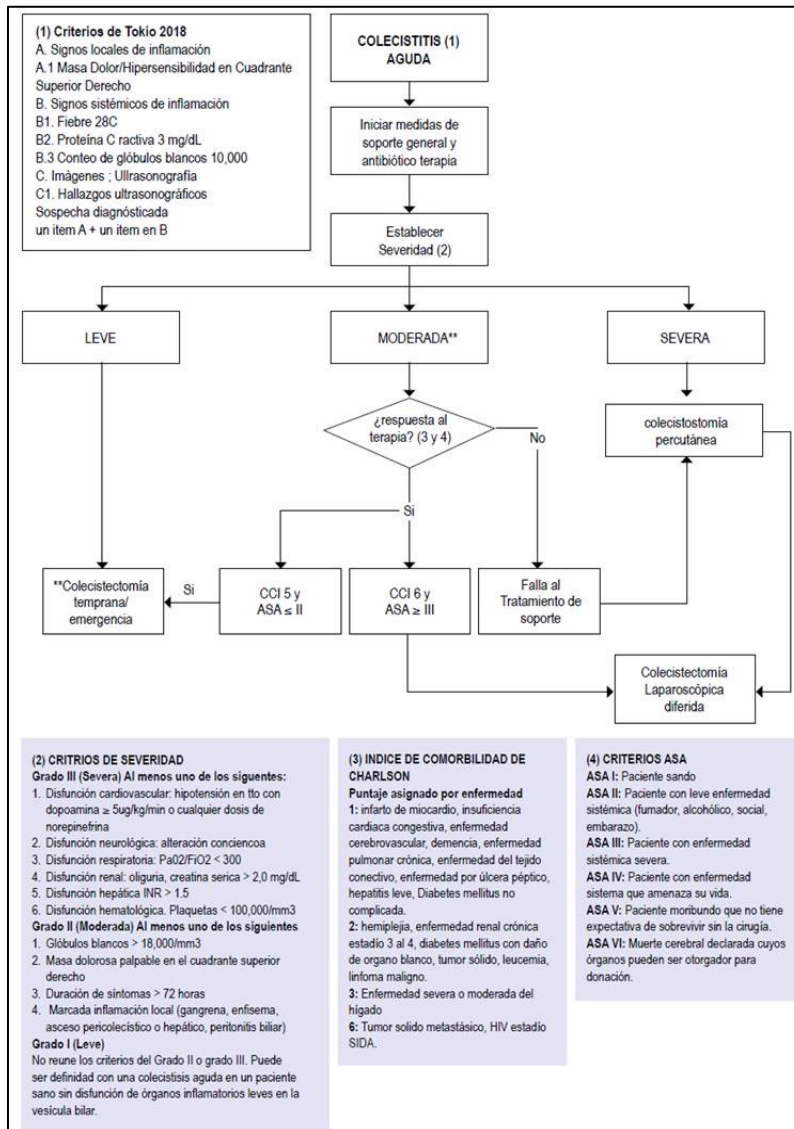 (1) Criterios de Tokio 2018
A. Signos locales de inflamación
A.1 Masa Dolor/Hipersensibilidad en Cuadrante
Superior Derecho
B. Signos sistémicos de inflamación
B1. Fiebre 28C
B2. Proteína C ractiva 3 mg/dL
B.3 Conteo de glóbulos blancos 10,000
C. Imágenes ; Ullrasonografía
C1. Hallazgos ultrasonográficos
Sospecha diagnósticada
un item A + un item en B
COLECISTITIS (1)
AGUDA
Iniciar medidas de
soporte general y
antibiótico terapia
Establecer
Severidad (2)
LEVE
MODERADA**
SEVERA
¿respuesta al
terapia? (3 y 4)
No
Si
colecistostomía
percutánea
**Colecistectomía
temprana/
emergencia
Si
CCI 5 y
ASA ≤ II
CCI 6 y
ASA ≥ III
Falla al
Tratamiento de
soporte
Colecistectomía
Laparoscópica
diferida
(2) CRITRIOS DE SEVERIDAD
Grado III (Severa) Al menos uno de los siguentes:
1. Disfunción cardiovascular: hipotensión en tto con
dopoamina ≥ 5ug/kg/min o cualquier dosis de
norepinefrina
2. Disfunción neurológica: alteración conciencoa
3. Disfunción respiratoria: Pa02/FiO2 < 300
4. Disfunción renal: oliguria, creatina serica > 2,0 mg/dL
5 Disfunción hepática INR > 1.5
6. Disfunción hematológica. Plaquetas < 100,000/mm3
Grado II (Moderada) Al menos uno de los siguientes
1. Glóbulos blancos > 18,000/mm3
2. Masa dolorosa palpable en el cuadrante superior
derecho
3. Duración de síntomas > 72 horas
4. Marcada inflamación local (gangrena, enfisema,
asceso pericolecístico o hepático, peritonitis biliar)
Grado I (Leve)
No reune los criterios del Grado II o grado III. Puede
ser definidad con una colecistisis aguda en un paciente
sano sin disfunción de órganos inflamatorios leves en la
vesícula bilar.
(3) INDICE DE COMORBILIDAD DE
CHARLSON
Puntaje asignado por enfermedad
1: infarto de miocardio, insuficiencia
cardiaca congestiva, enfermedad
cerebrovascular, demencia, enfermedad
pulmonar crónica, enfermedad del tejido
conectivo, enfermedad por úlcera péptico,
hepatitis leve, Diabetes mellitus no
complicada.
2: hemiplejia, enfermedad renal crónica
estadío 3 al 4, diabetes mellitus con daño
de organo blanco, tumor sólido, leucemia,
linfoma maligno.
3: Enfermedad severa o moderada del
hígado
6: Tumor solido metastásico, HIV estadío
SIDA.
(4) CRITERIOS ASA
ASA I: Paciente sando
ASA II: Paciente con leve enfermedad
sistémica (fumador, alcohólico, social,
embarazo).
ASA III: Paciente con enfermedad
sistémica severa.
ASA IV: Paciente con enfermedad
sistema que amenaza su vida.
ASA V: Paciente moribundo que no tiene
expectativa de sobrevivir sin la cirugía.
ASA VI: Muerte cerebral declarada cuyos
órganos pueden ser otorgador para
donación.